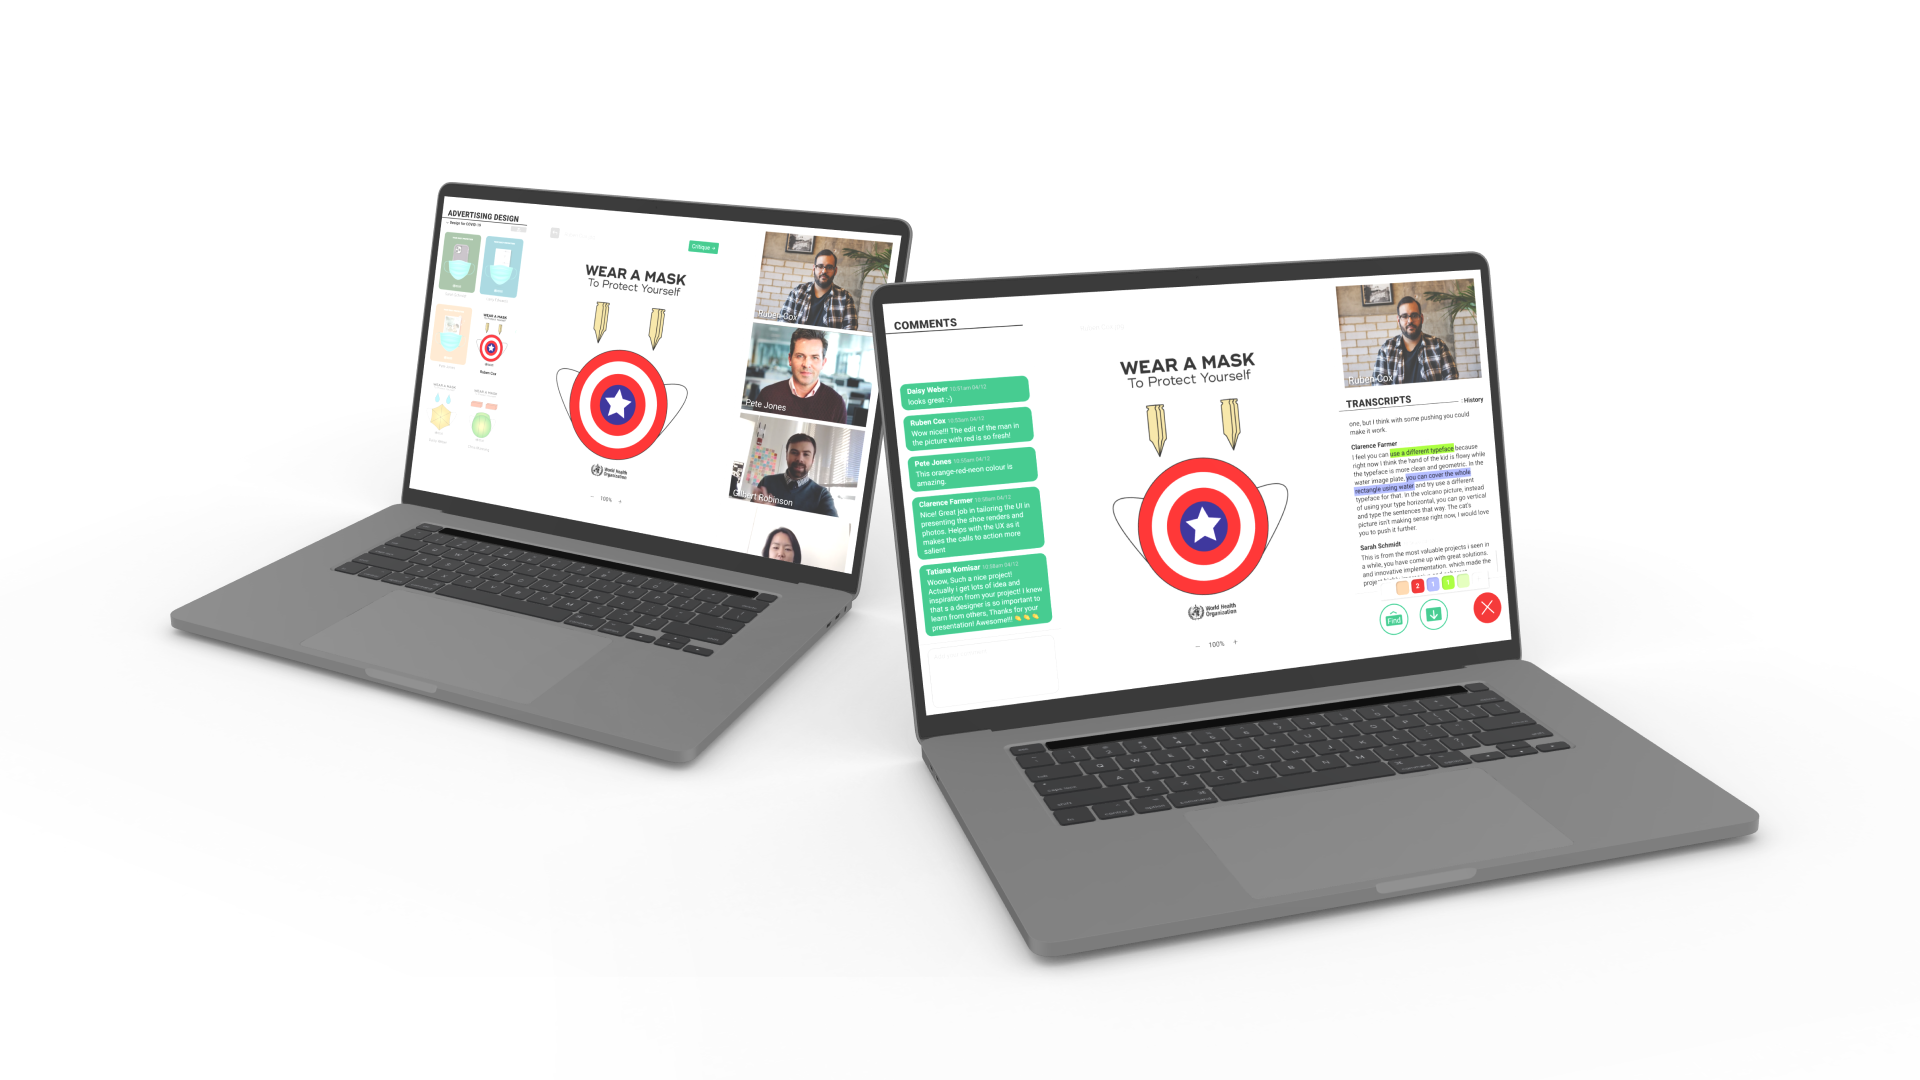 ADVERTISING DESIGN
Design for COVID-19
Critique
WEAR A MASK
To Protect Yourself
Ruben Cox
World Health
Organization
− 100% +
Ruben Cox
Pete Jones
Gilbert Robinson
COMMENTS
Daisy Weber 10:51am 04/12
looks great :-)
Ruben Cox 10:53am 04/12
Wow nice!!! The edit of the man in
the picture with red is so fresh!
Pete Jones 10:55am 04/12
This orange-red-neon colour is
amazing.
Clarence Farmer 10:58am 04/12
Nice! Great job in tailoring the UI in
presenting the shoe renders and
photos. Helps with the UX as it
makes the calls to action more
salient
Tatiana Komisar 10:58am 04/12
Woow, Such a nice project!
Actually I get lots of idea and
inspiration from your project! I knew
that s a designer is so important to
learn from others, Thanks for your
presentation! Awesome!!! 👏👏👏
WEAR A MASK
To Protect Yourself
World Health
Organization
− 100% +
Ruben Cox
TRANSCRIPTS
: History
one, but I think with some pushing you could
make it work.
Clarence Farmer
I feel you can use a different typeface because
right now I think the hand of the kid is flowy while
the typeface is more clean and geometric. In the
water image plate, you can cover the whole
rectangle using water and try use a different
typeface for that. In the volcano picture, instead
of using your type horizontal, you can go vertical
and type the sentences that way. The cat's
picture isn't making sense right now, I would love
you to push it further.
Sarah Schmidt
This is from the most valuable projects i seen in
a while, you have come up with great solutions.
and innovative implementation. which made the
2 1 1
Find